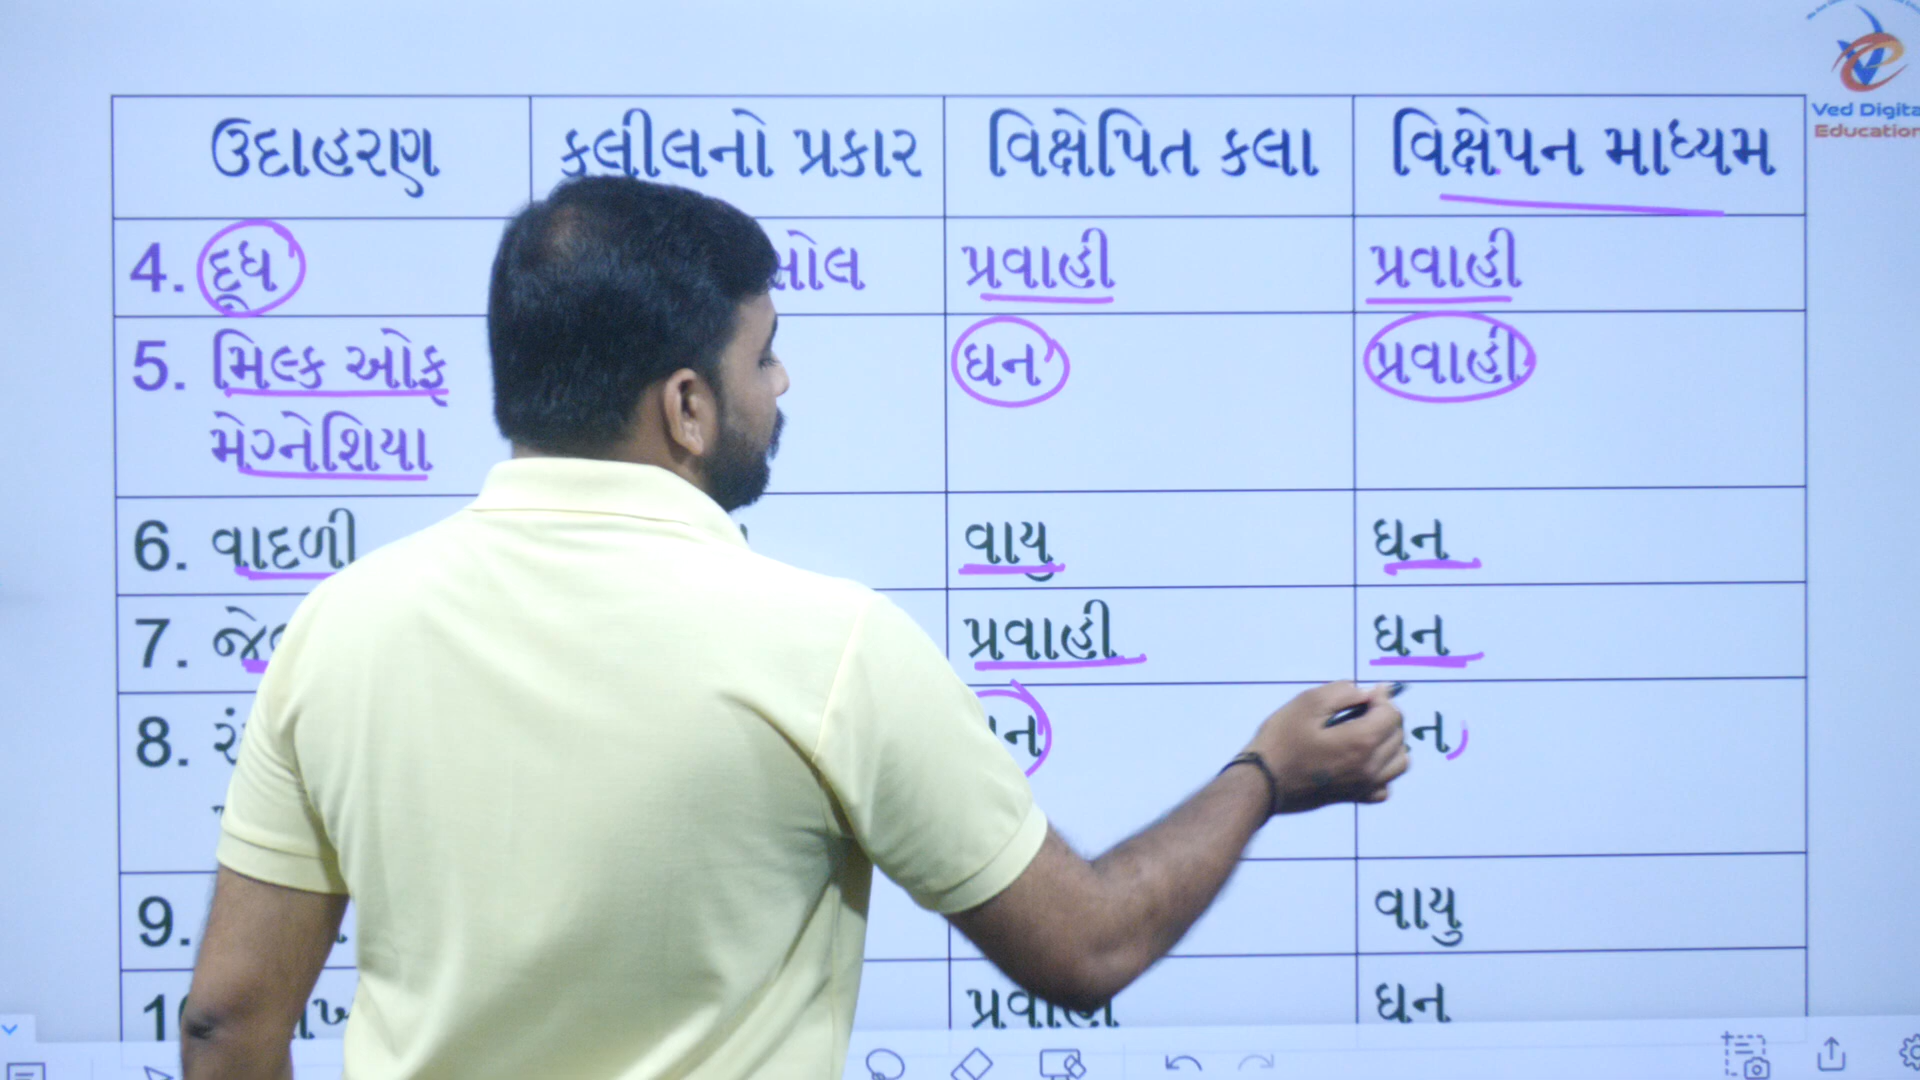 Ved Digita
Education
ઉદાહરણ કલીલનો પ્રકાર વિક્ષેપિત કલા વિક્ષેપન માધ્યમ
4. દૂધ પ્રવાહી પ્રવાહી
5. મિલ્ક ઓફ ઘન પ્રવાહી
મેગ્નેશિયા
6. વાદળી વાયુ ઘન
7. પ્રવાહી ઘન
8.
9. વાયુ
પ્રવાહી ઘન